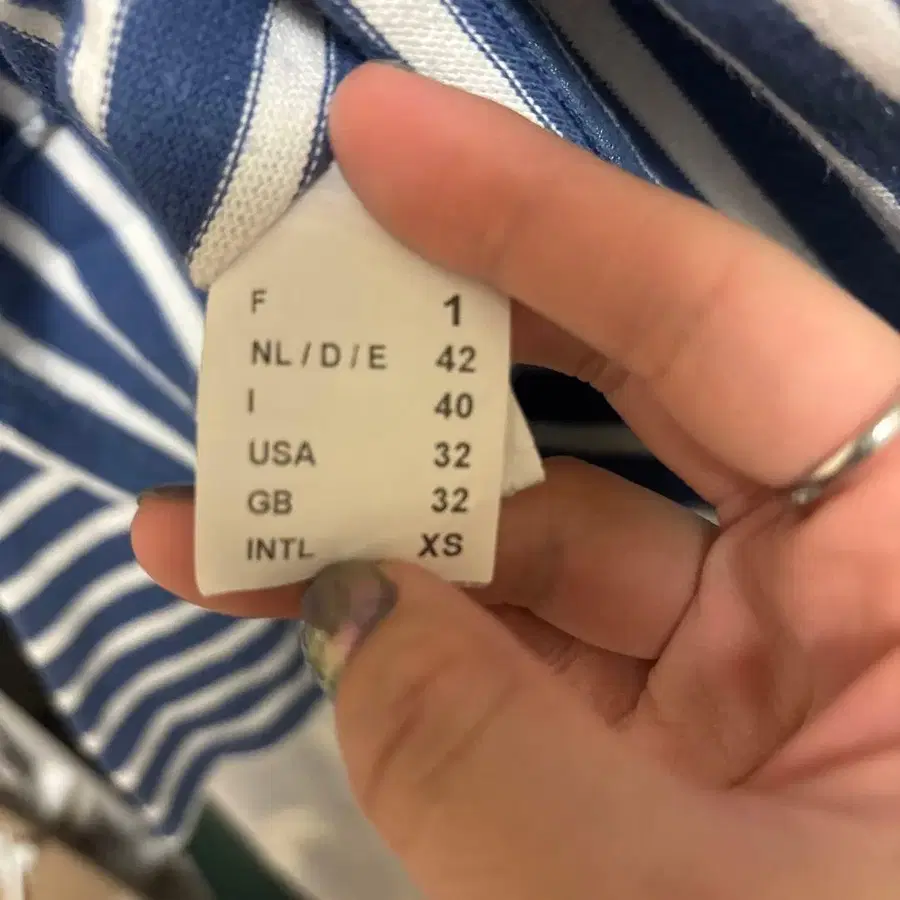 F 1
NL / D / E 42
I 40
USA 32
GB 32
INTL XS